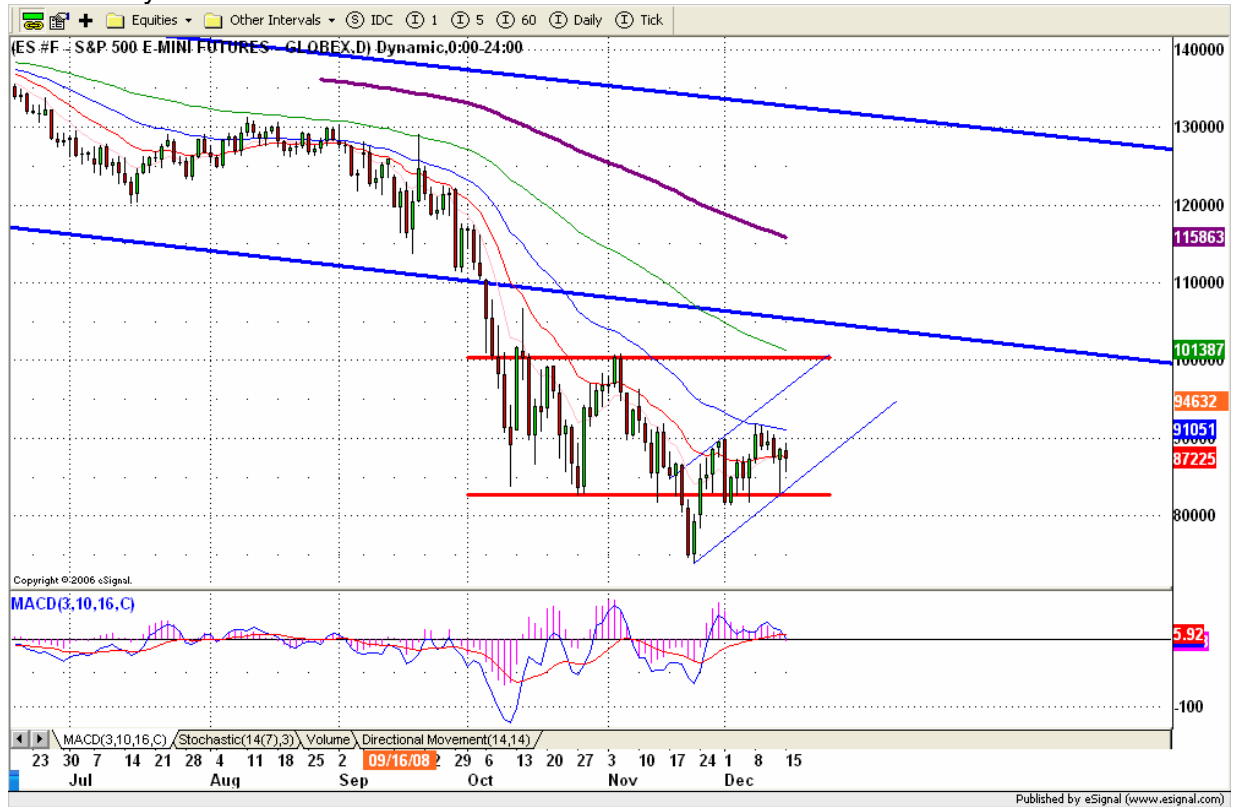 Equities Other Intervals S IDC I 1 I 5 I 60 I Daily I Tick
(ES #F - S&P 500 E-MINI FUTURES - GLOBEX,D) Dynamic,0:00-24:00
140000
130000
120000
115863
110000
101387
100000
94632
91051
90000
87225
80000
Copyright © 2006 eSignal.
MACD(3,10,16,C)
5.92
-100
MACD(3,10,16,C) Stochastic(14(7),3) Volume Directional Movement(14,14)
23 30 7 14 21 28 4 11 18 25 2 09/16/08 2 29 6 13 20 27 3 10 17 24 1 8 15
Jul Aug Sep Oct Nov Dec
Published by eSignal (www.esignal.com)